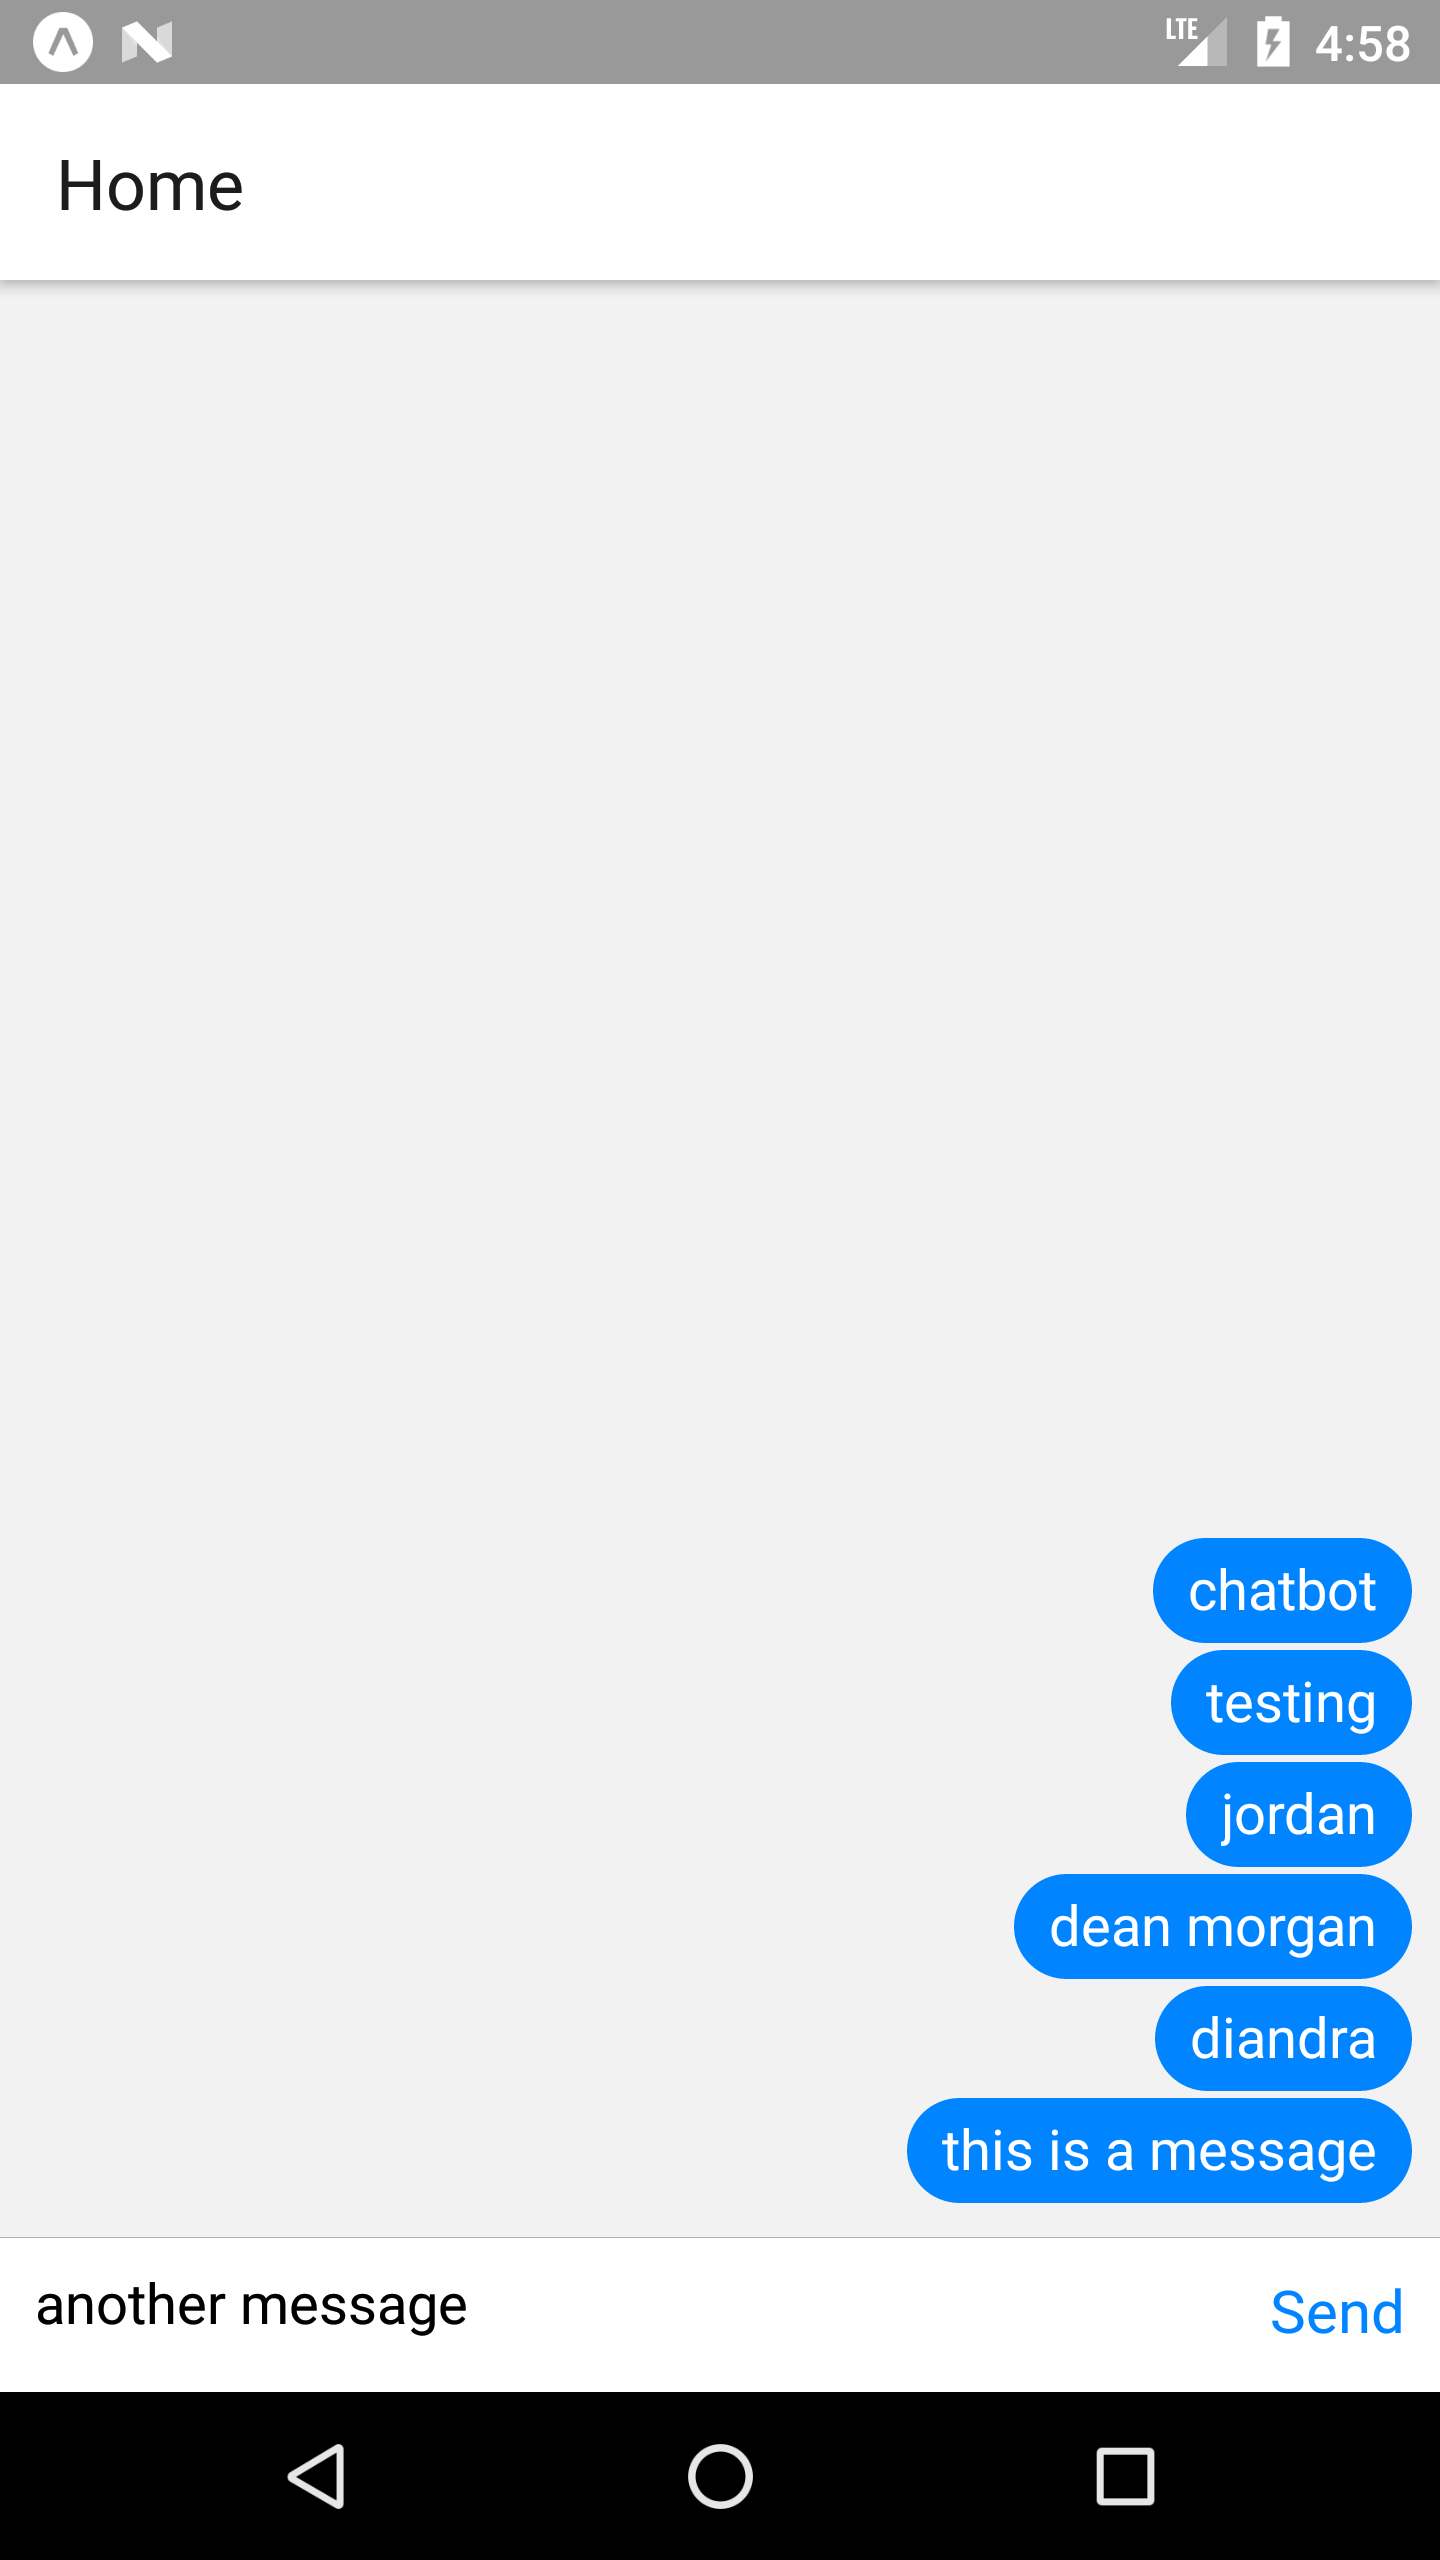 LTE 4:58
Home
chatbot
testing
jordan
dean morgan
diandra
this is a message
another message Send